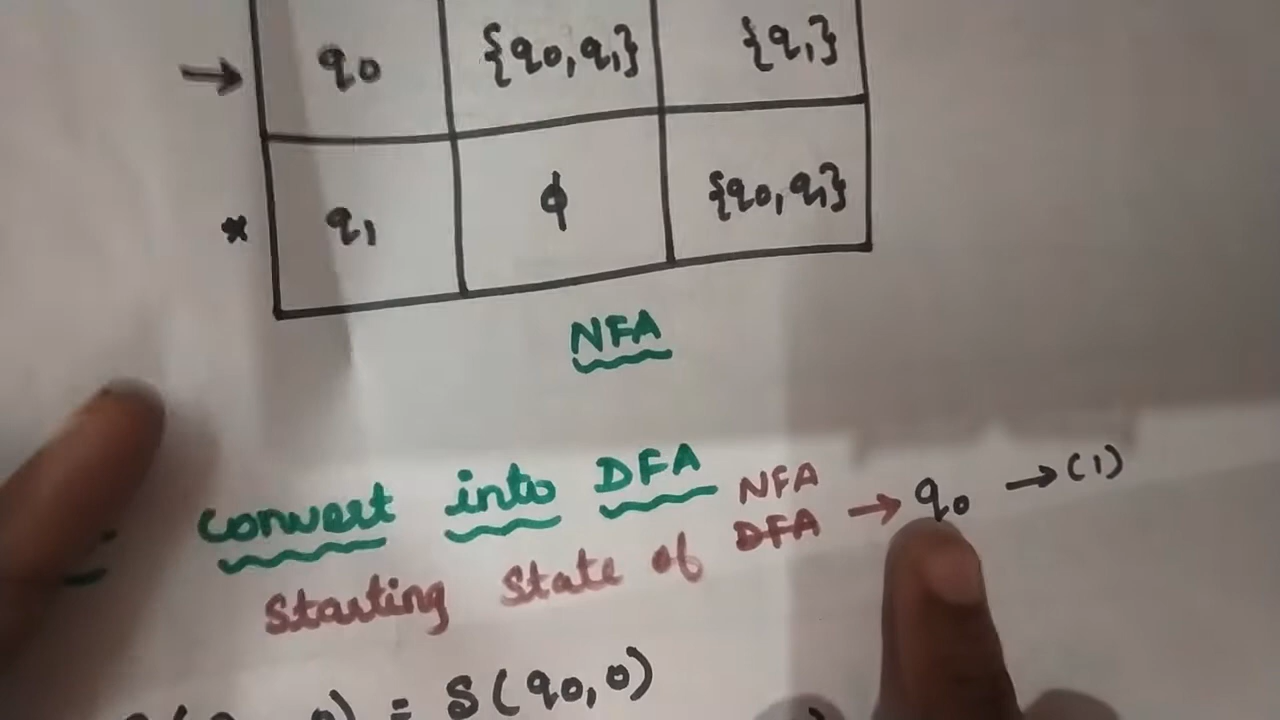 → q0 {q0, q1} {q1}
* q1 ϕ {q0, q1}
NFA
convert into DFA
Starting State of NFA DFA → q0 → (1)
= δ(q0, 0)